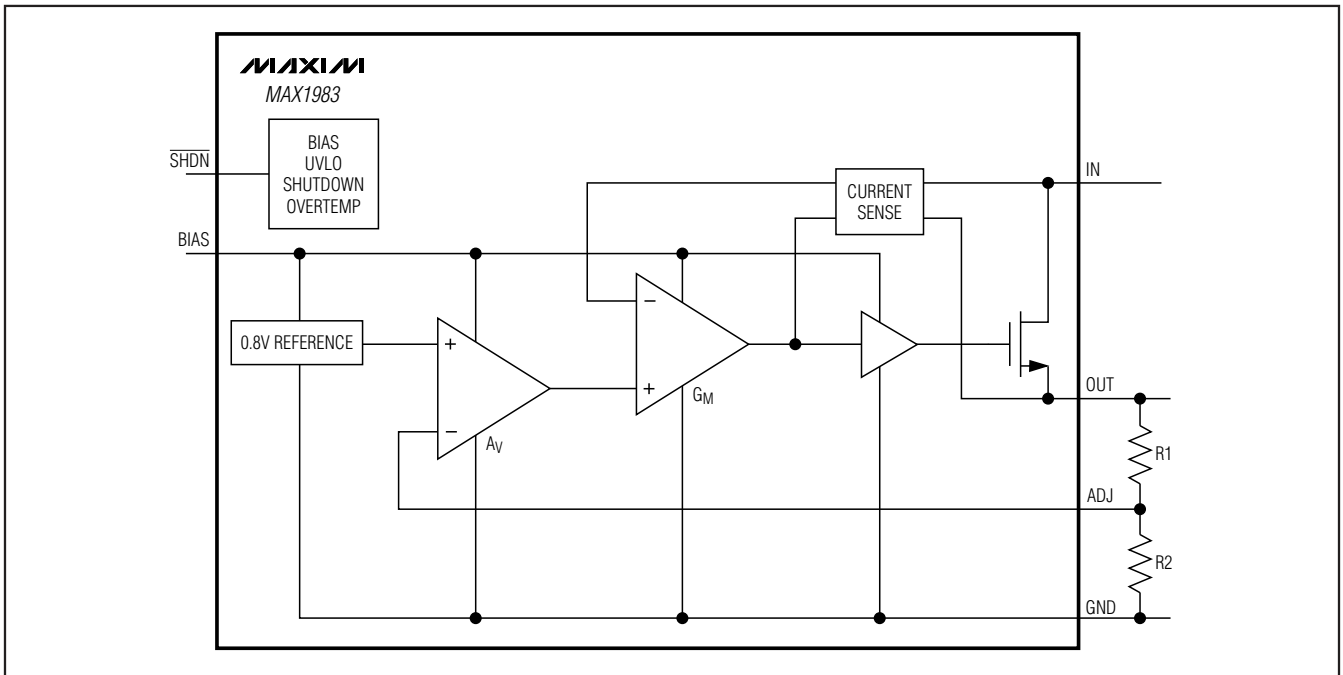 MAXIM
MAX1983
BIAS
UVLO
SHUTDOWN
OVERTEMP
SHDN
IN
CURRENT
SENSE
BIAS
0.8V REFERENCE
+
−
AV
−
+
GM
OUT
R1
ADJ
R2
GND